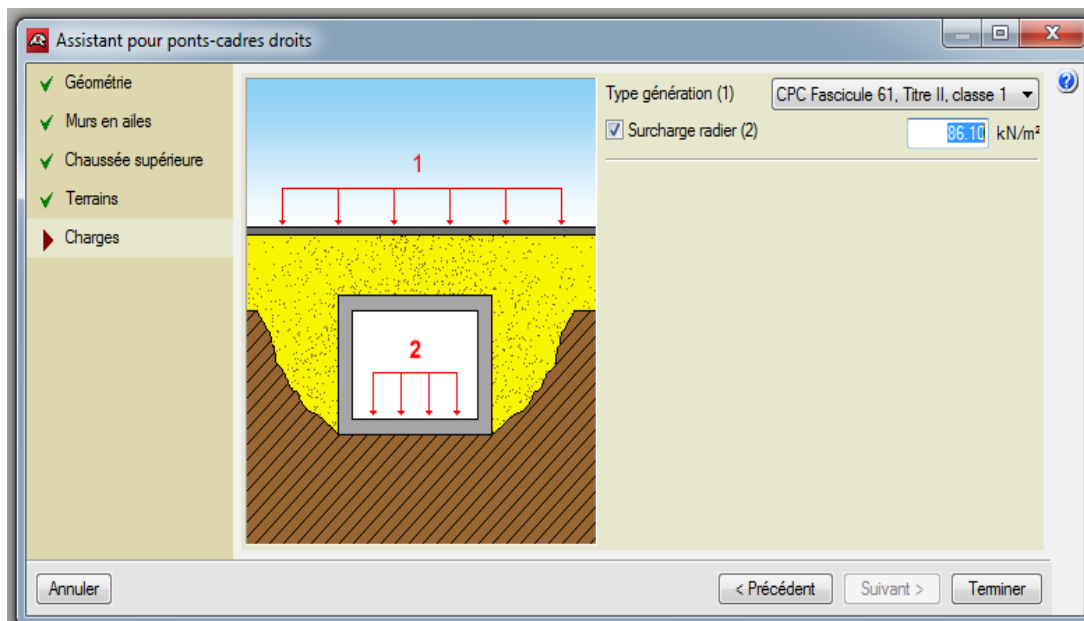 Assistant pour ponts-cadres droits
Géométrie
Murs en ailes
Chaussée supérieure
Terrains
Charges
1
2
Type génération (1) CPC Fascicule 61, Titre II, classe 1
Surcharge radier (2) 86.10 kN/m²
?
Annuler < Précédent Suivant > Terminer